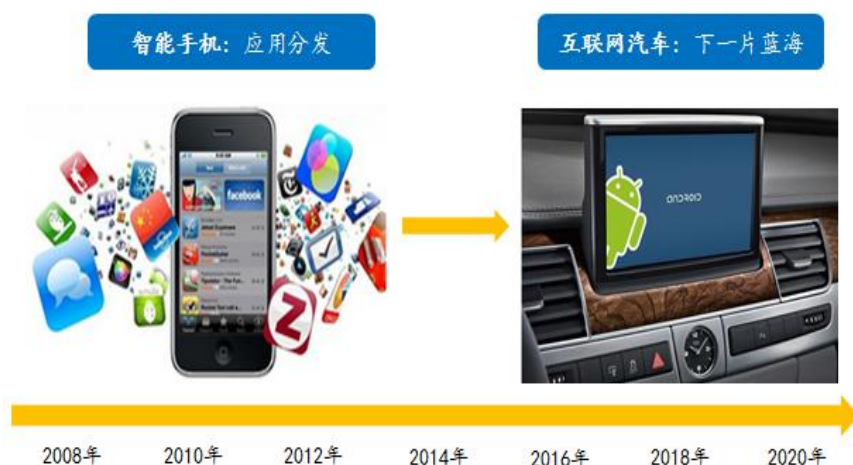 智能手机：应用分发
互联网汽车：下一片蓝海
facebook
Z
ANDROID
2008年
2010年
2012年
2014年
2016年
2018年
2020年